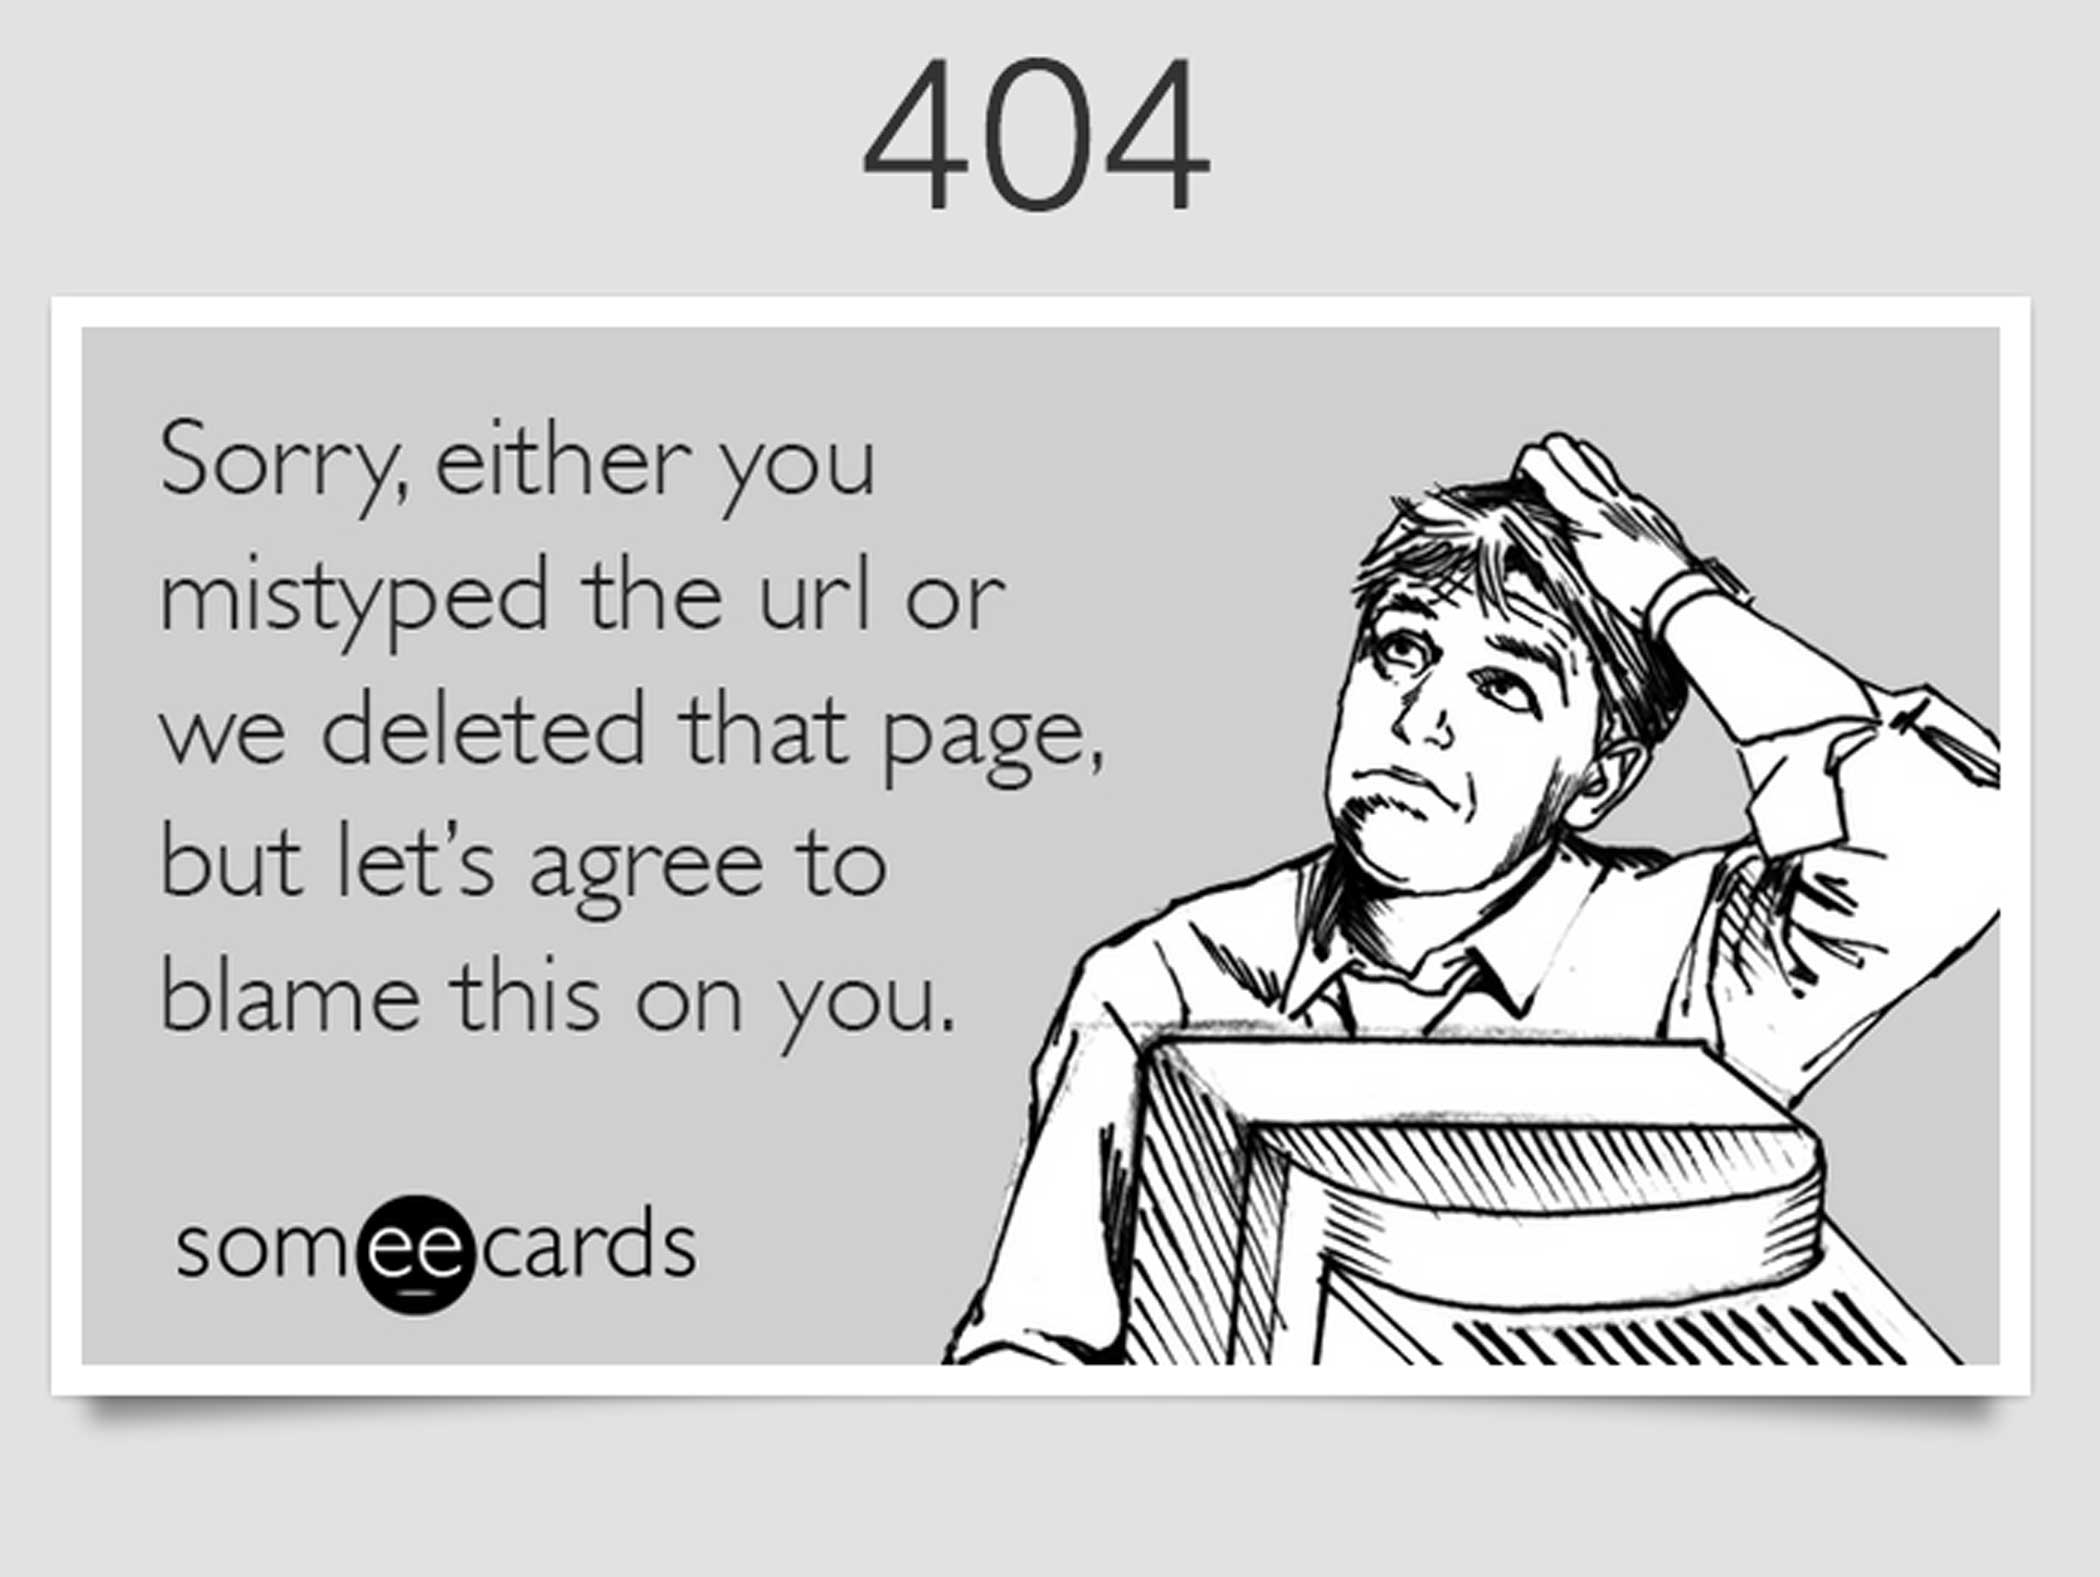 404
Sorry, either you
mistyped the url or
we deleted that page,
but let’s agree to
blame this on you.
someecards